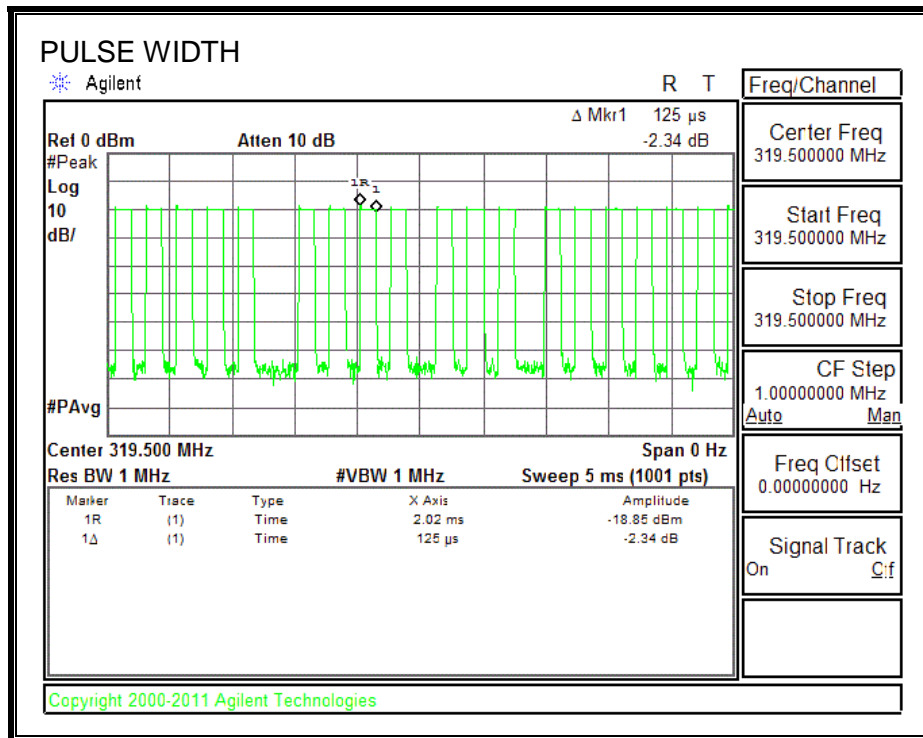 PULSE WIDTH
Agilent R T
Δ Mkr1 125 µs
Ref 0 dBm Atten 10 dB -2.34 dB
#Peak
Log
10
dB/
1R 1
#PAvg
Center 319.500 MHz Span 0 Hz
Res BW 1 MHz #VBW 1 MHz Sweep 5 ms (1001 pts)
Marker Trace Type X Axis Amplitude
1R (1) Time 2.02 ms -18.85 dBm
1Δ (1) Time 125 µs -2.34 dB
Freq/Channel
Center Freq
319.500000 MHz
Start Freq
319.500000 MHz
Stop Freq
319.500000 MHz
CF Step
1.00000000 MHz
Auto Man
Freq Offset
0.00000000 Hz
Signal Track
On Off
Copyright 2000-2011 Agilent Technologies